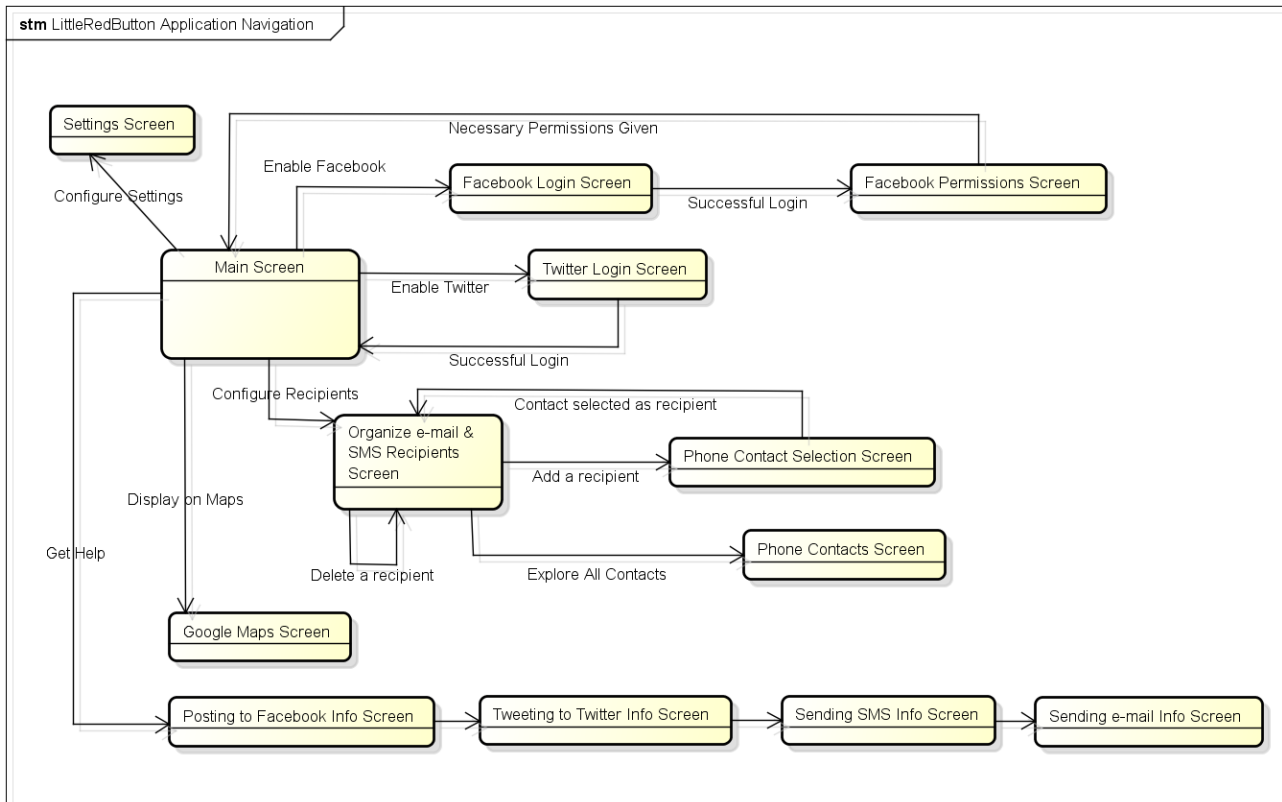 stm LittleRedButton Application Navigation
Settings Screen
Necessary Permissions Given
Enable Facebook
Facebook Login Screen
Facebook Permissions Screen
Configure Settings
Successful Login
Main Screen
Twitter Login Screen
Enable Twitter
Successful Login
Configure Recipients
Contact selected as recipient
Organize e-mail &
SMS Recipients
Screen
Phone Contact Selection Screen
Add a recipient
Display on Maps
Get Help
Phone Contacts Screen
Delete a recipient
Explore All Contacts
Google Maps Screen
Posting to Facebook Info Screen
Tweeting to Twitter Info Screen
Sending SMS Info Screen
Sending e-mail Info Screen